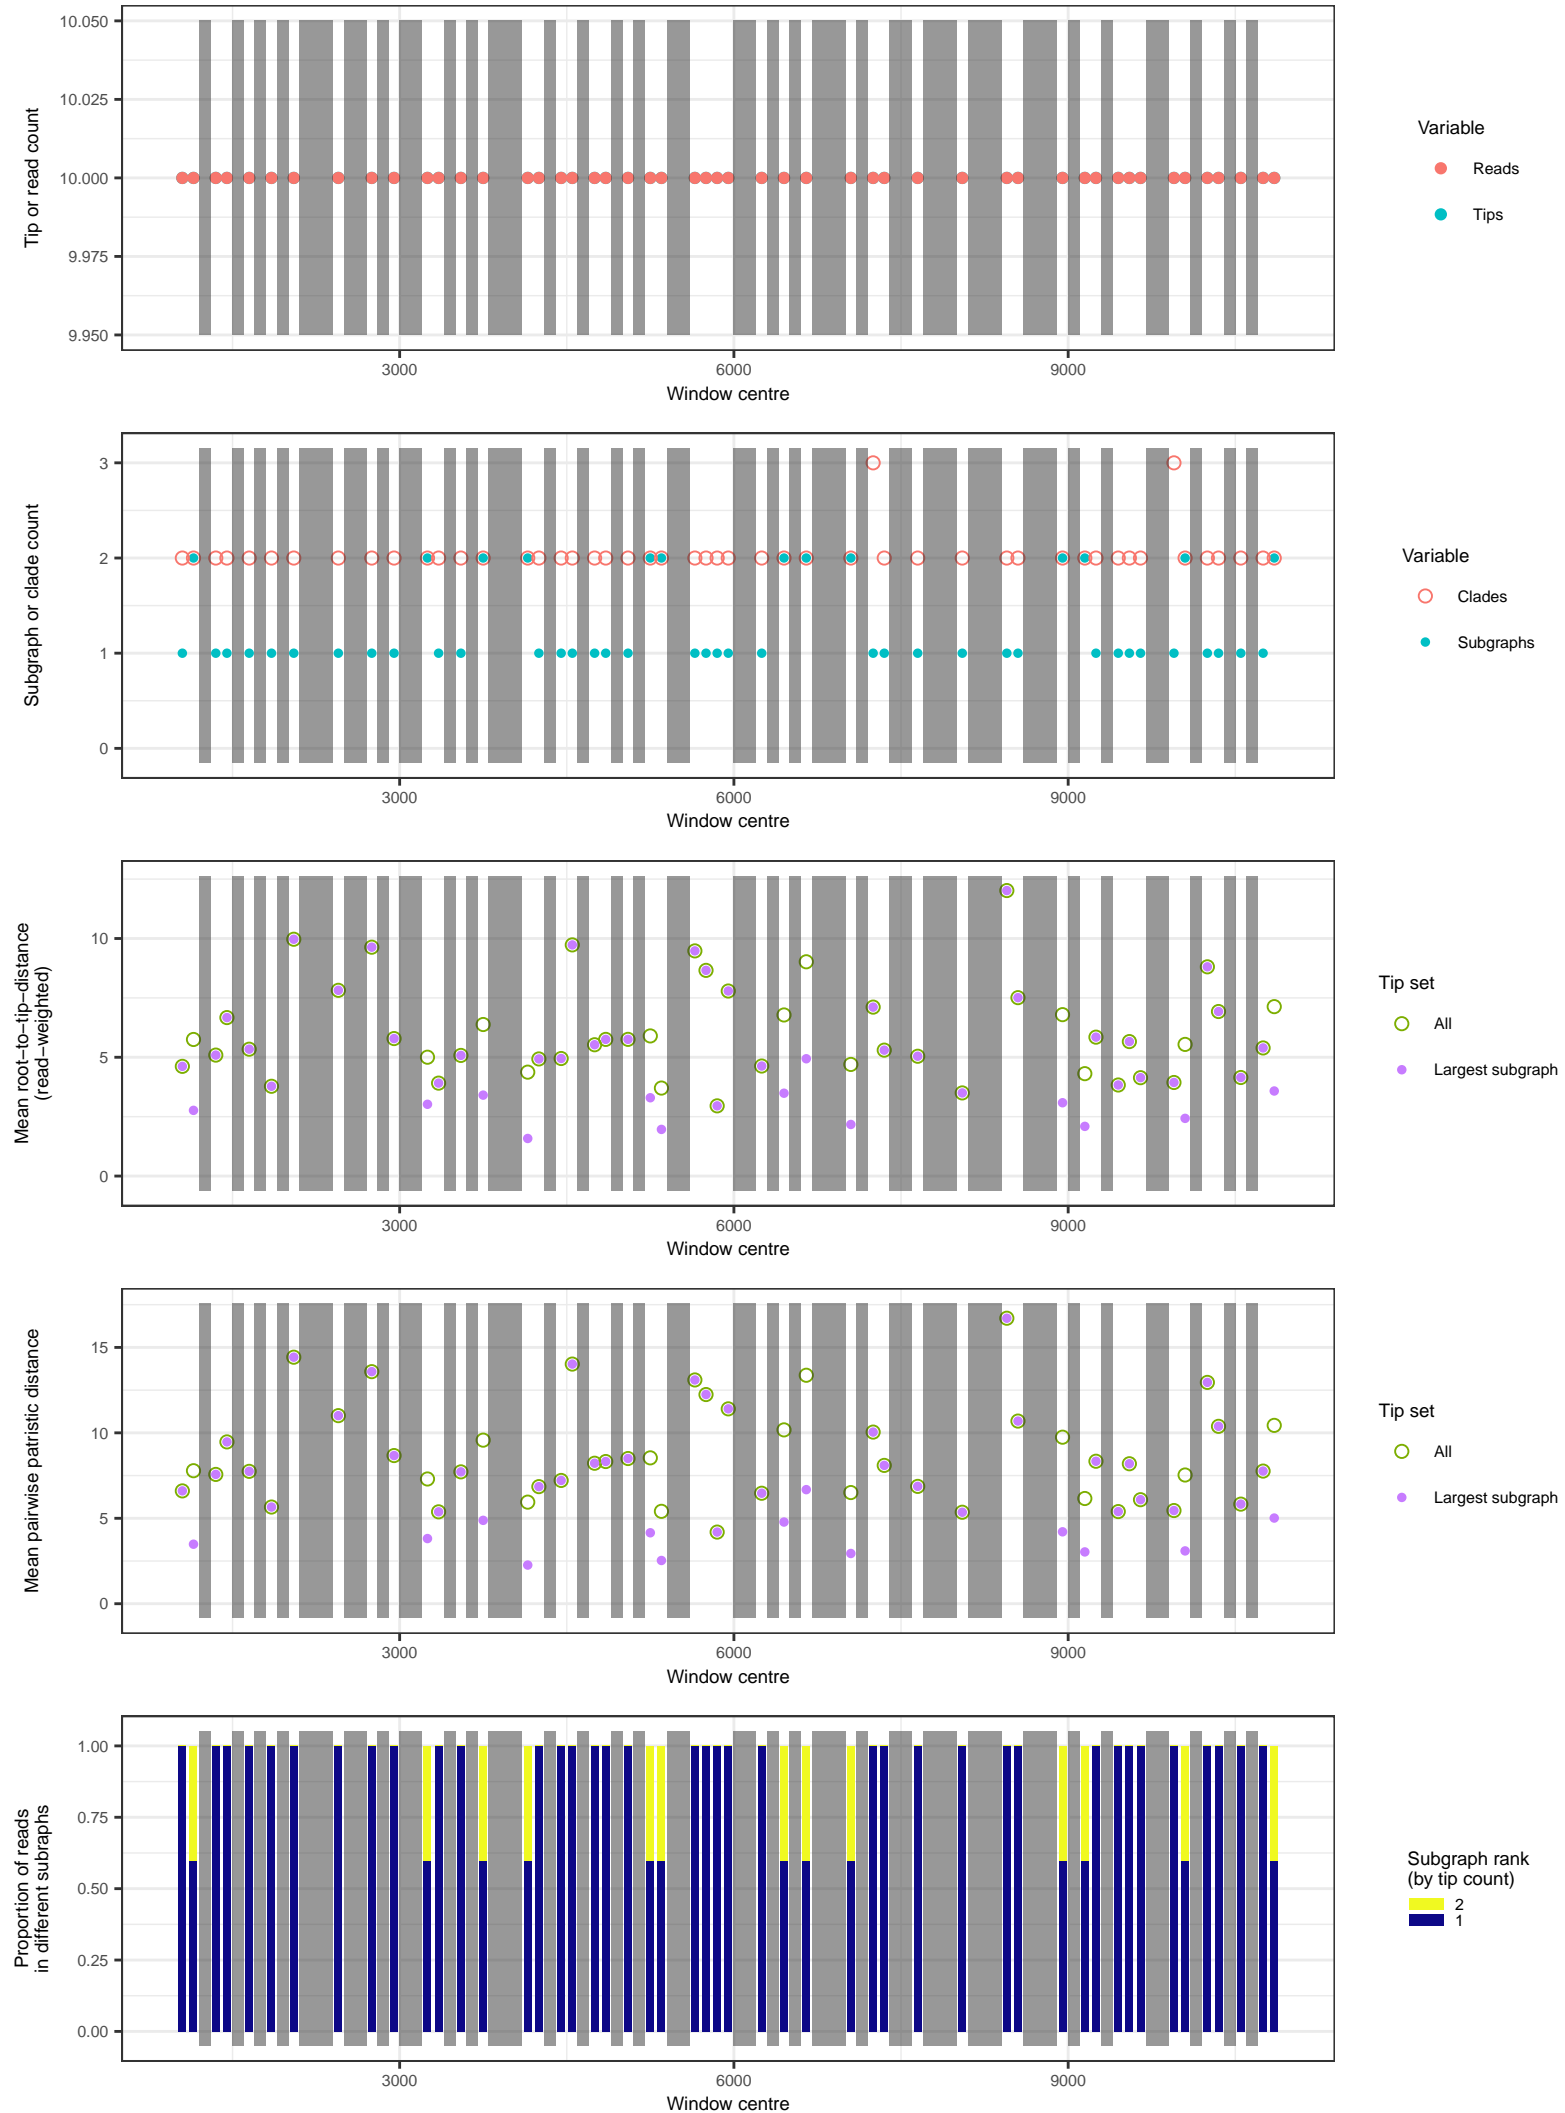 10.050
10.025
10.000
9.975
9.950
Tip or read count
3000
6000
9000
Window centre
Variable
Reads
Tips
3
2
1
0
Subgraph or clade count
3000
6000
9000
Window centre
Variable
Clades
Subgraphs
10
5
0
Mean root−to−tip−distance
(read−weighted)
3000
6000
9000
Window centre
Tip set
All
Largest subgraph
15
10
5
0
Mean pairwise patristic distance
3000
6000
9000
Window centre
Tip set
All
Largest subgraph
1.00
0.75
0.50
0.25
0.00
Proportion of reads
in different subraphs
3000
6000
9000
Window centre
Subgraph rank
(by tip count)
2
1